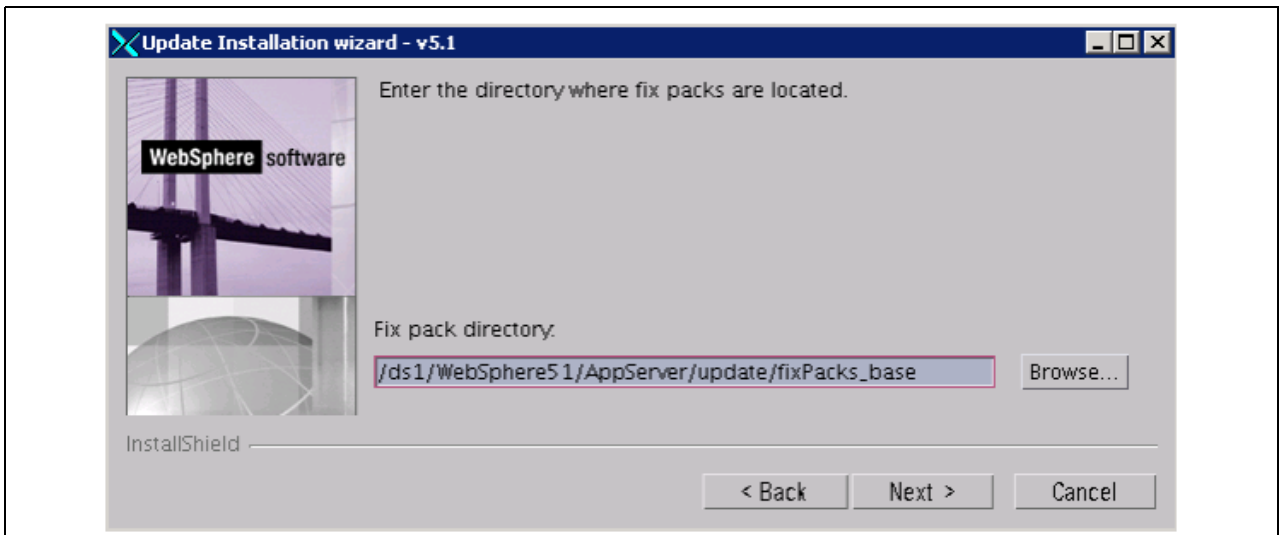 Update Installation wizard - v5.1
Enter the directory where fix packs are located.
WebSphere software
Fix pack directory:
/ds1/WebSphere51/AppServer/update/fixPacks_base
Browse...
InstallShield
< Back
Next >
Cancel